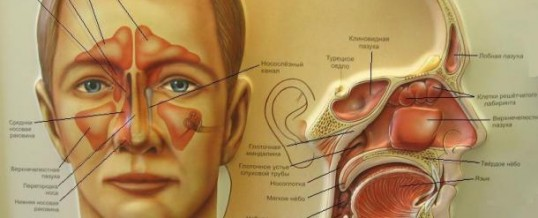 Средняя
носовая
раковина
Верхнечелюстная
пазуха
Перегородка
носа
Нижняя носовая
раковина
Носослёзный
канал
Клиновидная
пазуха
Турецкое
седло
Лобная пазуха
Клетки решётчатого
лабиринта
Верхнечелюстная
пазуха
Глоточная
миндалина
Глоточное устье
слуховой трубы
Носоглотка
Мягкое нёбо
Твёрдое нёбо
Язык